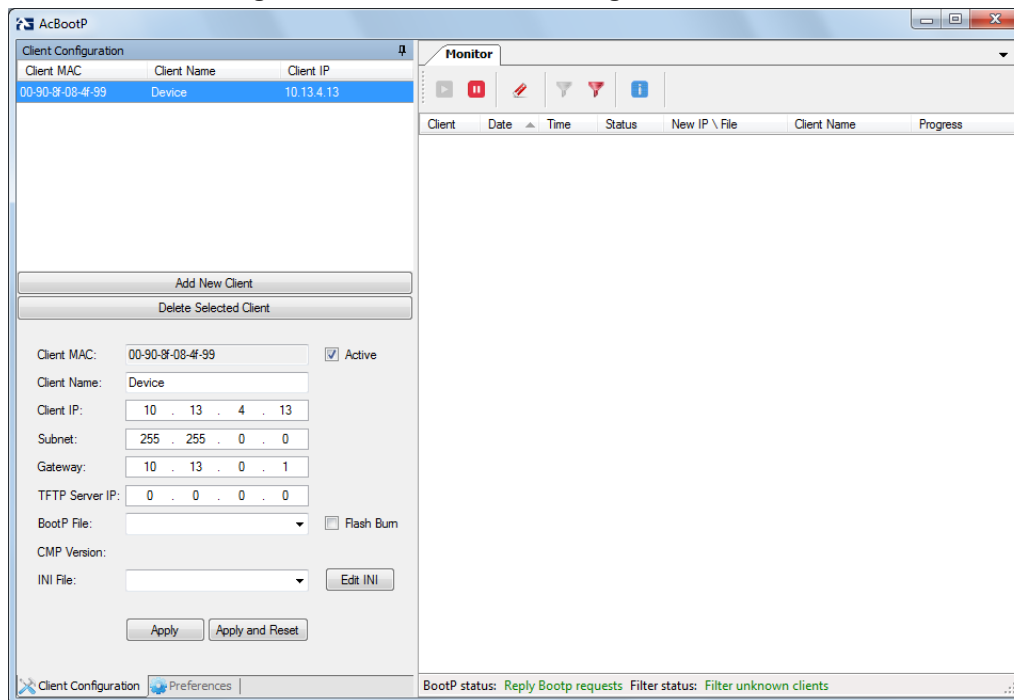 AcBootP
Client Configuration
Client MAC Client Name Client IP
00-90-8f-08-4f-99 Device 10.13.4.13
Add New Client
Delete Selected Client
Client MAC: 00-90-8f-08-4f-99 Active
Client Name: Device
Client IP: 10 . 13 . 4 . 13
Subnet: 255 . 255 . 0 . 0
Gateway: 10 . 13 . 0 . 1
TFTP Server IP: 0 . 0 . 0 . 0
BootP File: Flash Burn
CMP Version:
INI File: Edit INI
Apply Apply and Reset
Client Configuration Preferences
Monitor
Client Date Time Status New IP \ File Client Name Progress
BootP status: Reply Bootp requests Filter status: Filter unknown clients